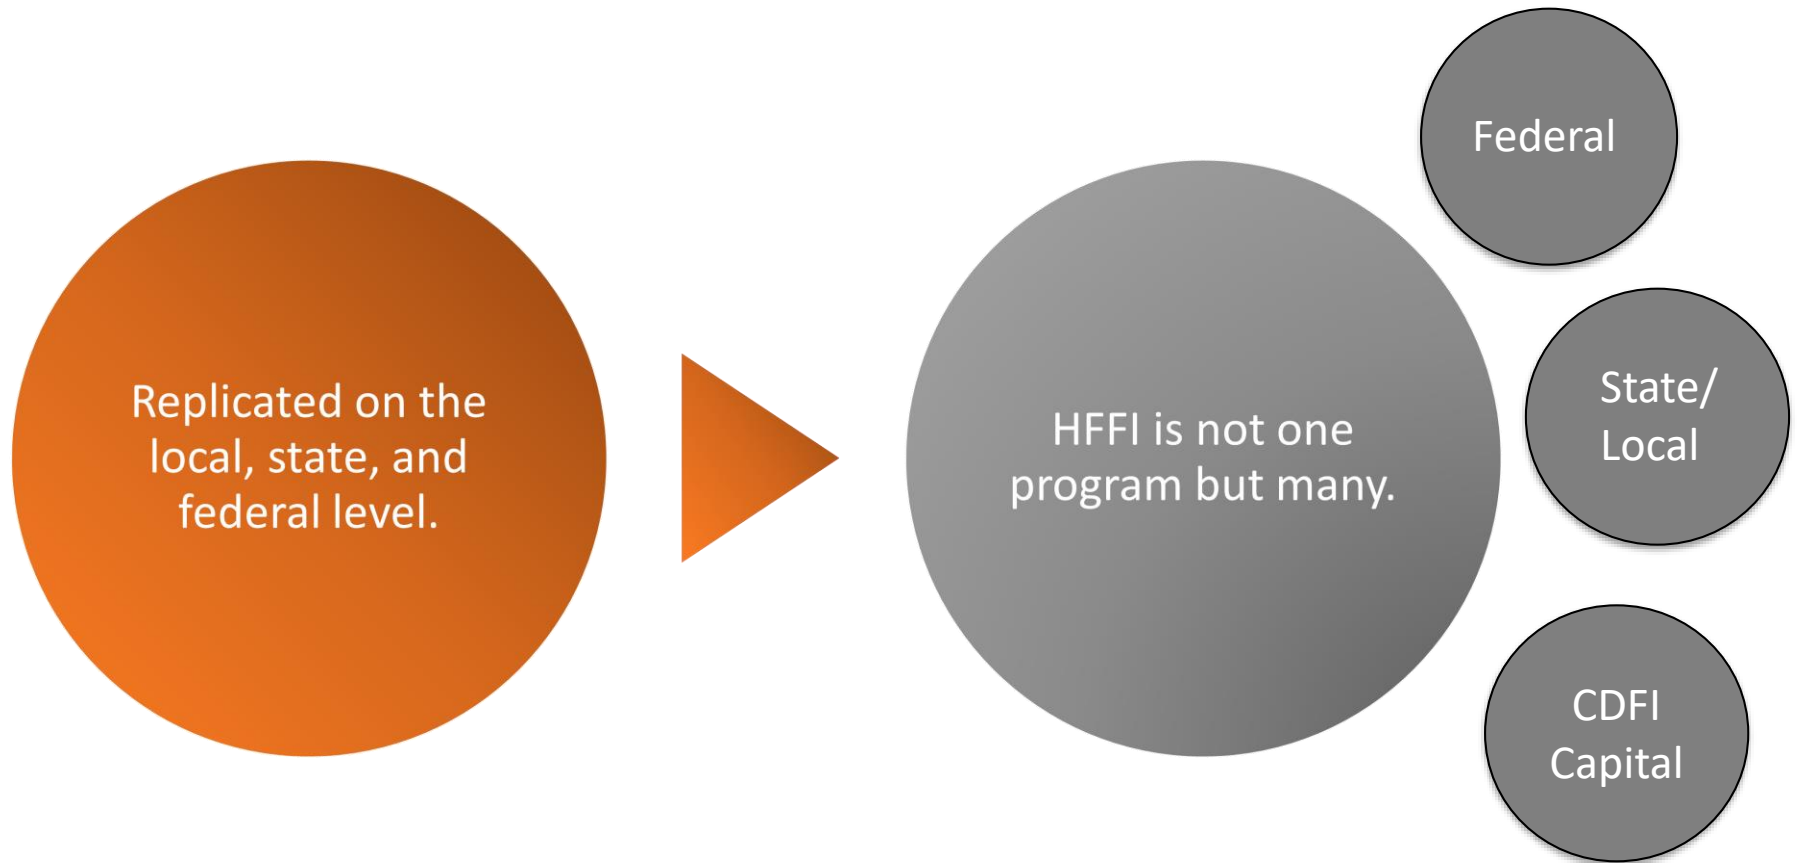 Replicated on the
local, state, and
federal level.
HFFI is not one
program but many.
Federal
State/
Local
CDFI
Capital